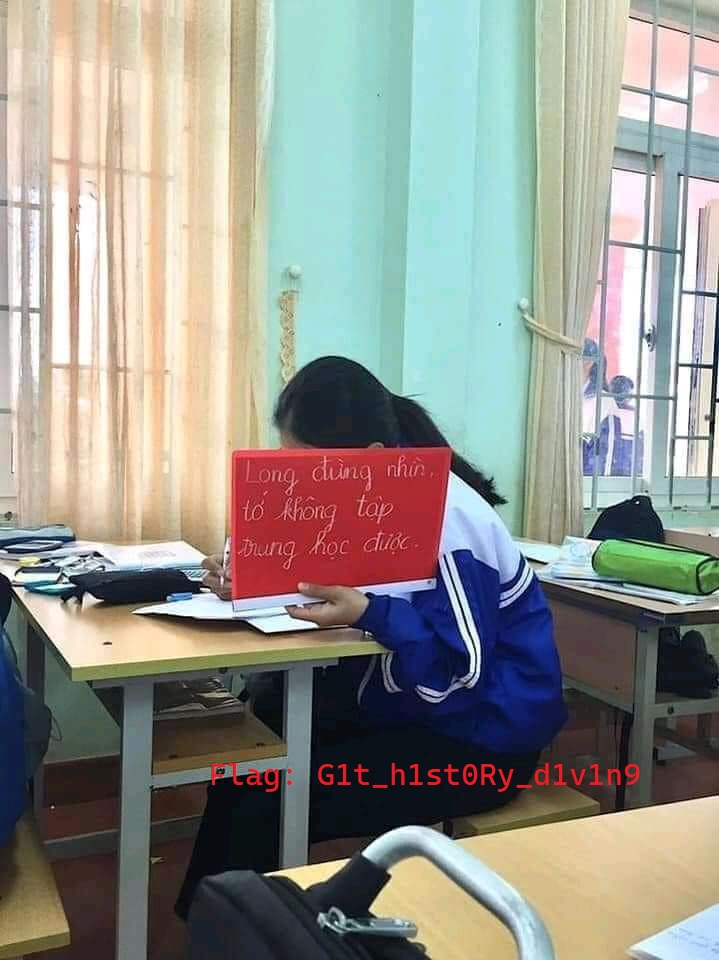 Long đừng nhìn,
tớ không tập
trung học được.
Flag: G1t_h1st0Ry_d1v1n9